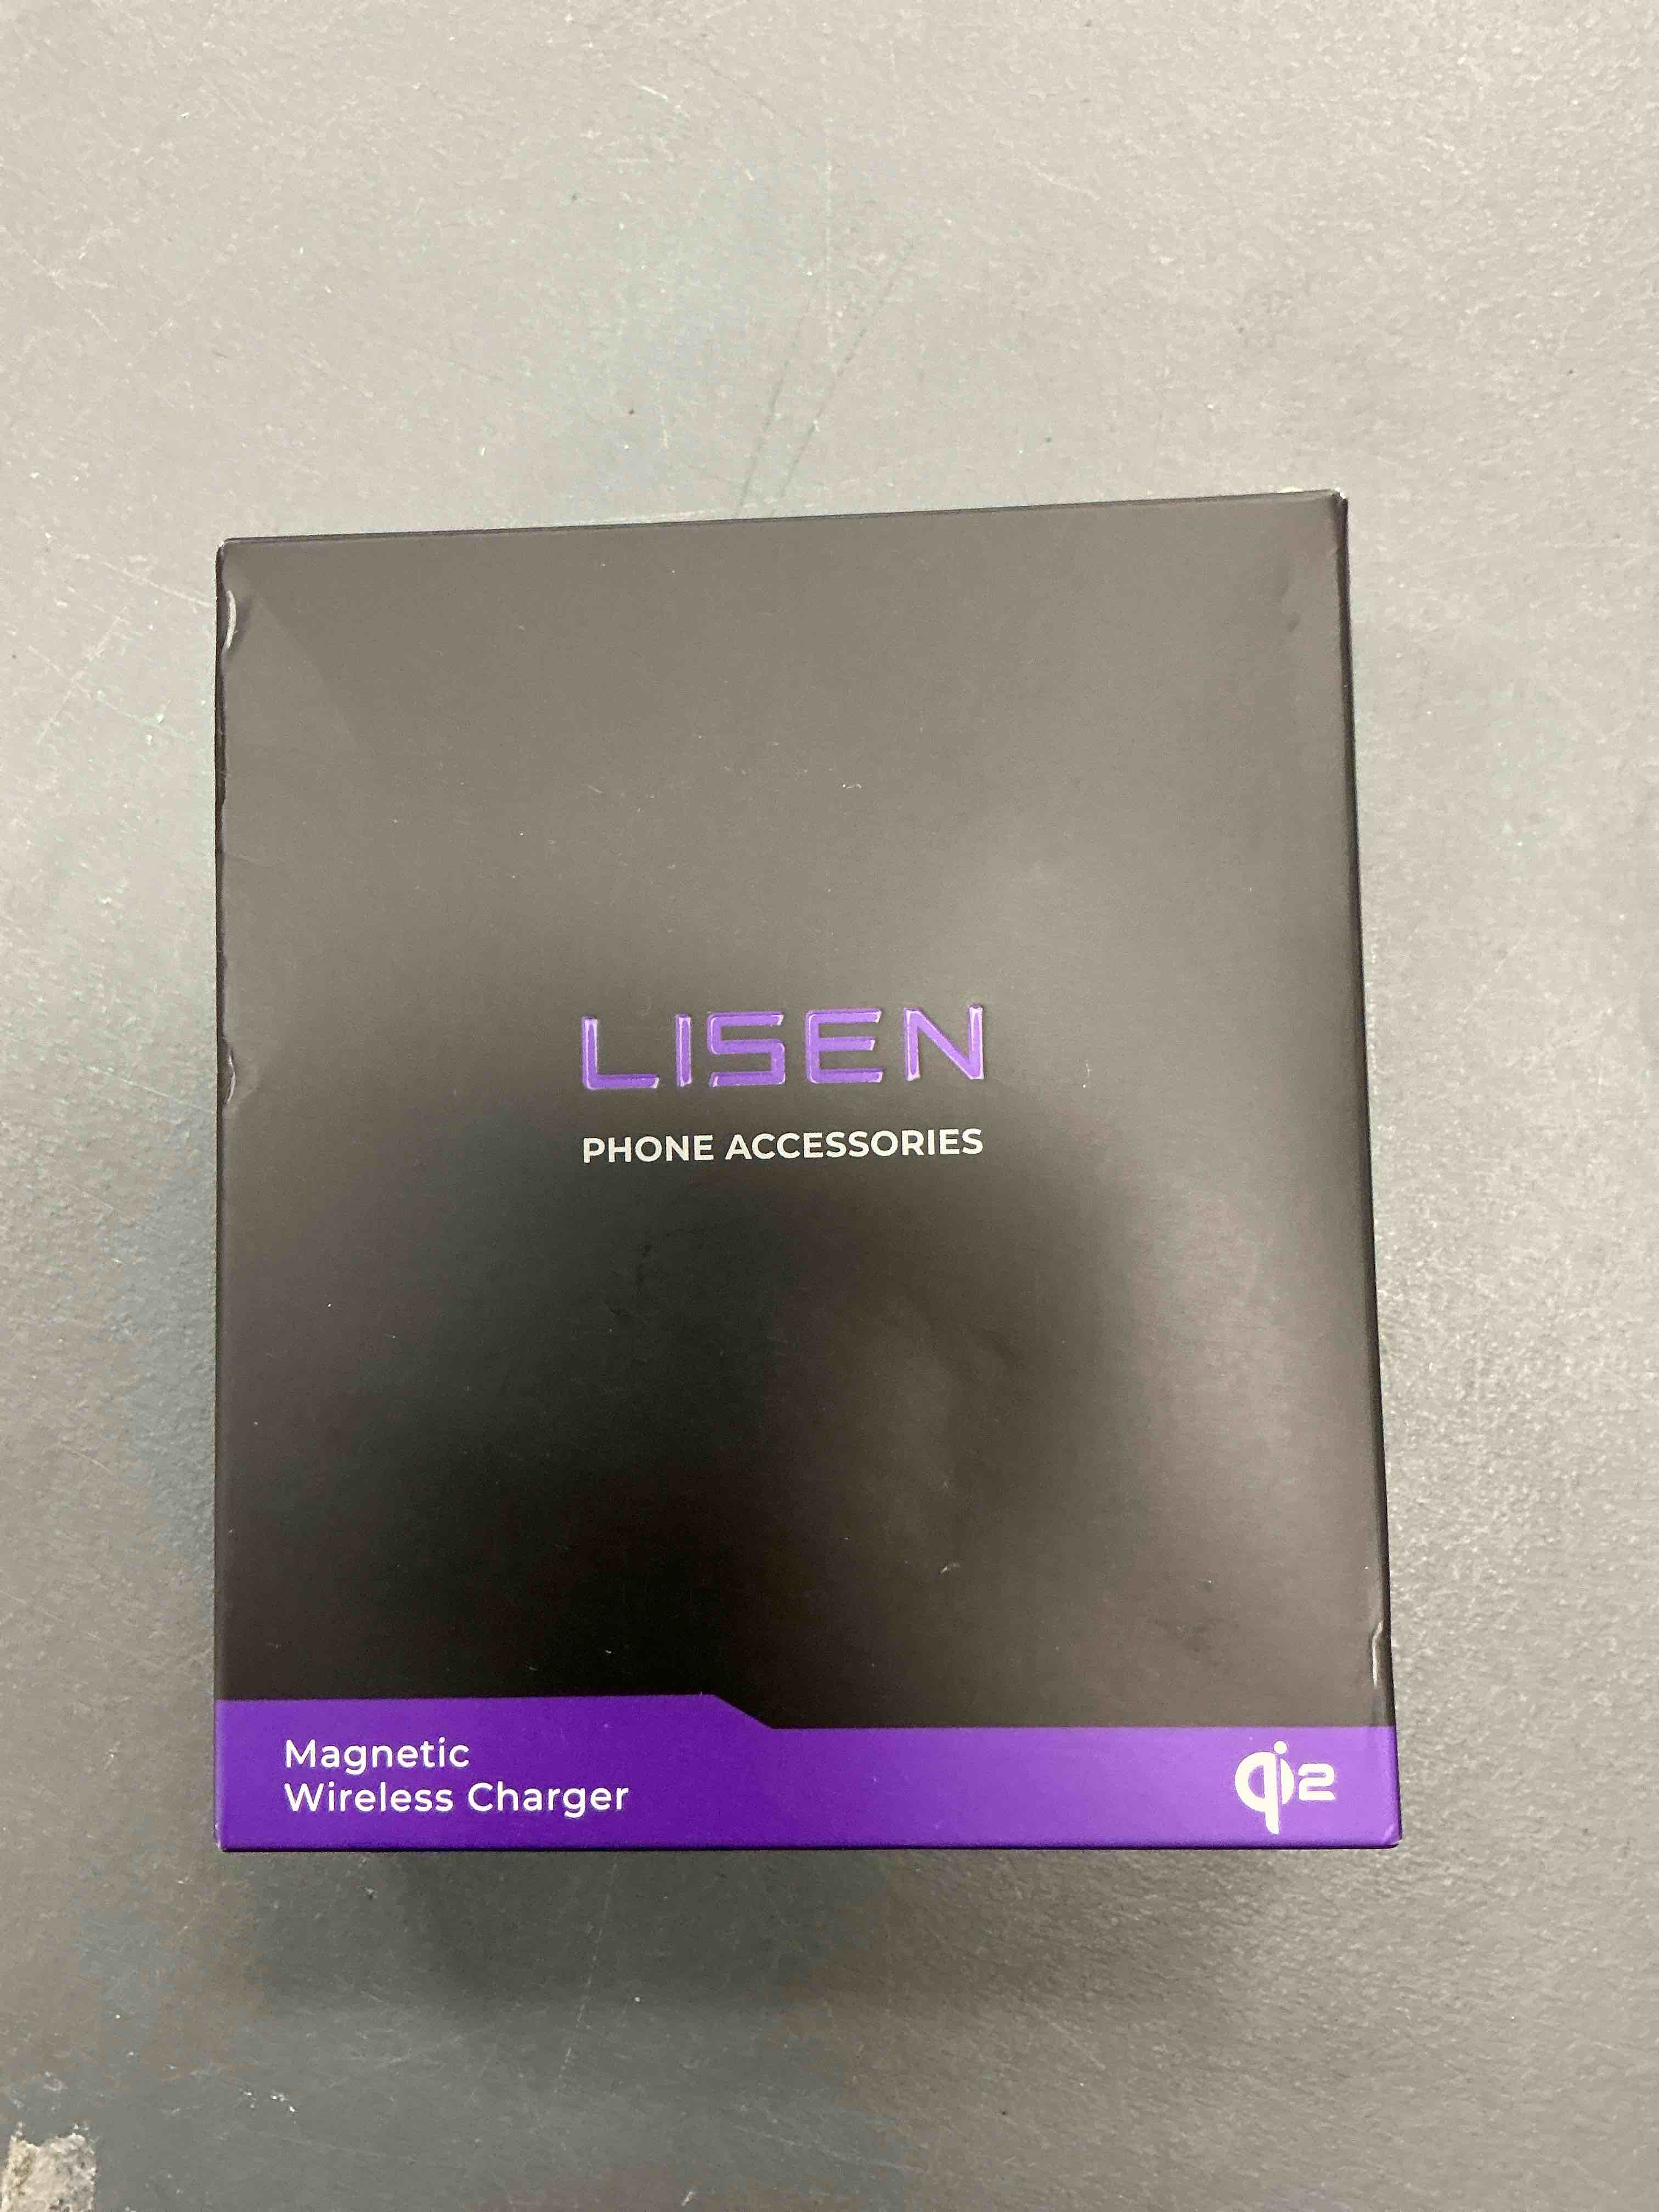 LISEN
PHONE ACCESSORIES
Magnetic
Wireless Charger
qi2